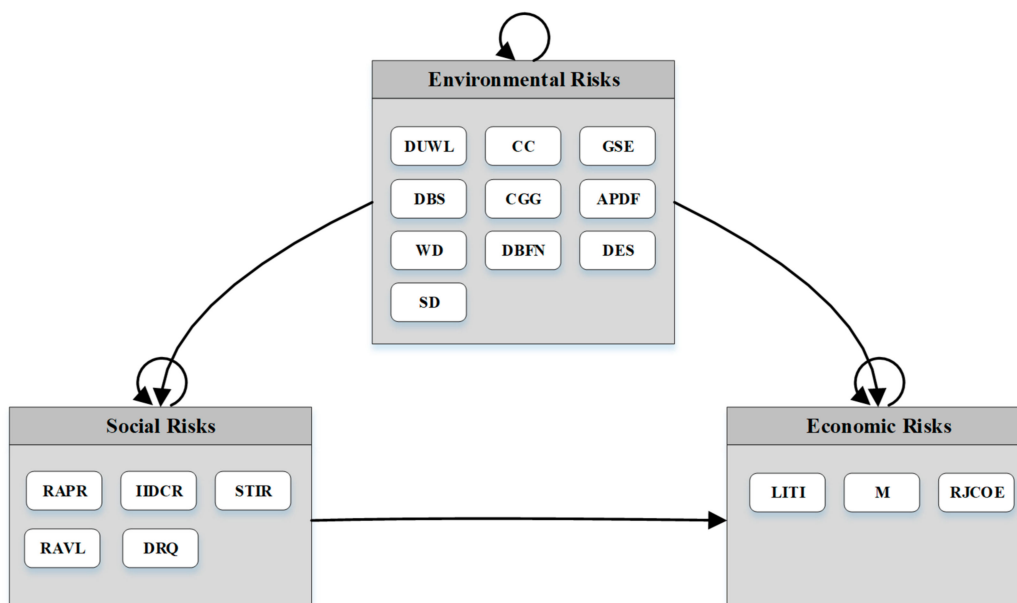 Environmental Risks
DUWL CC GSE
DBS CGG APDF
WD DBFN DES
SD
Social Risks
RAPR IIDCR STIR
RAVL DRQ
Economic Risks
LITI M RJCOE